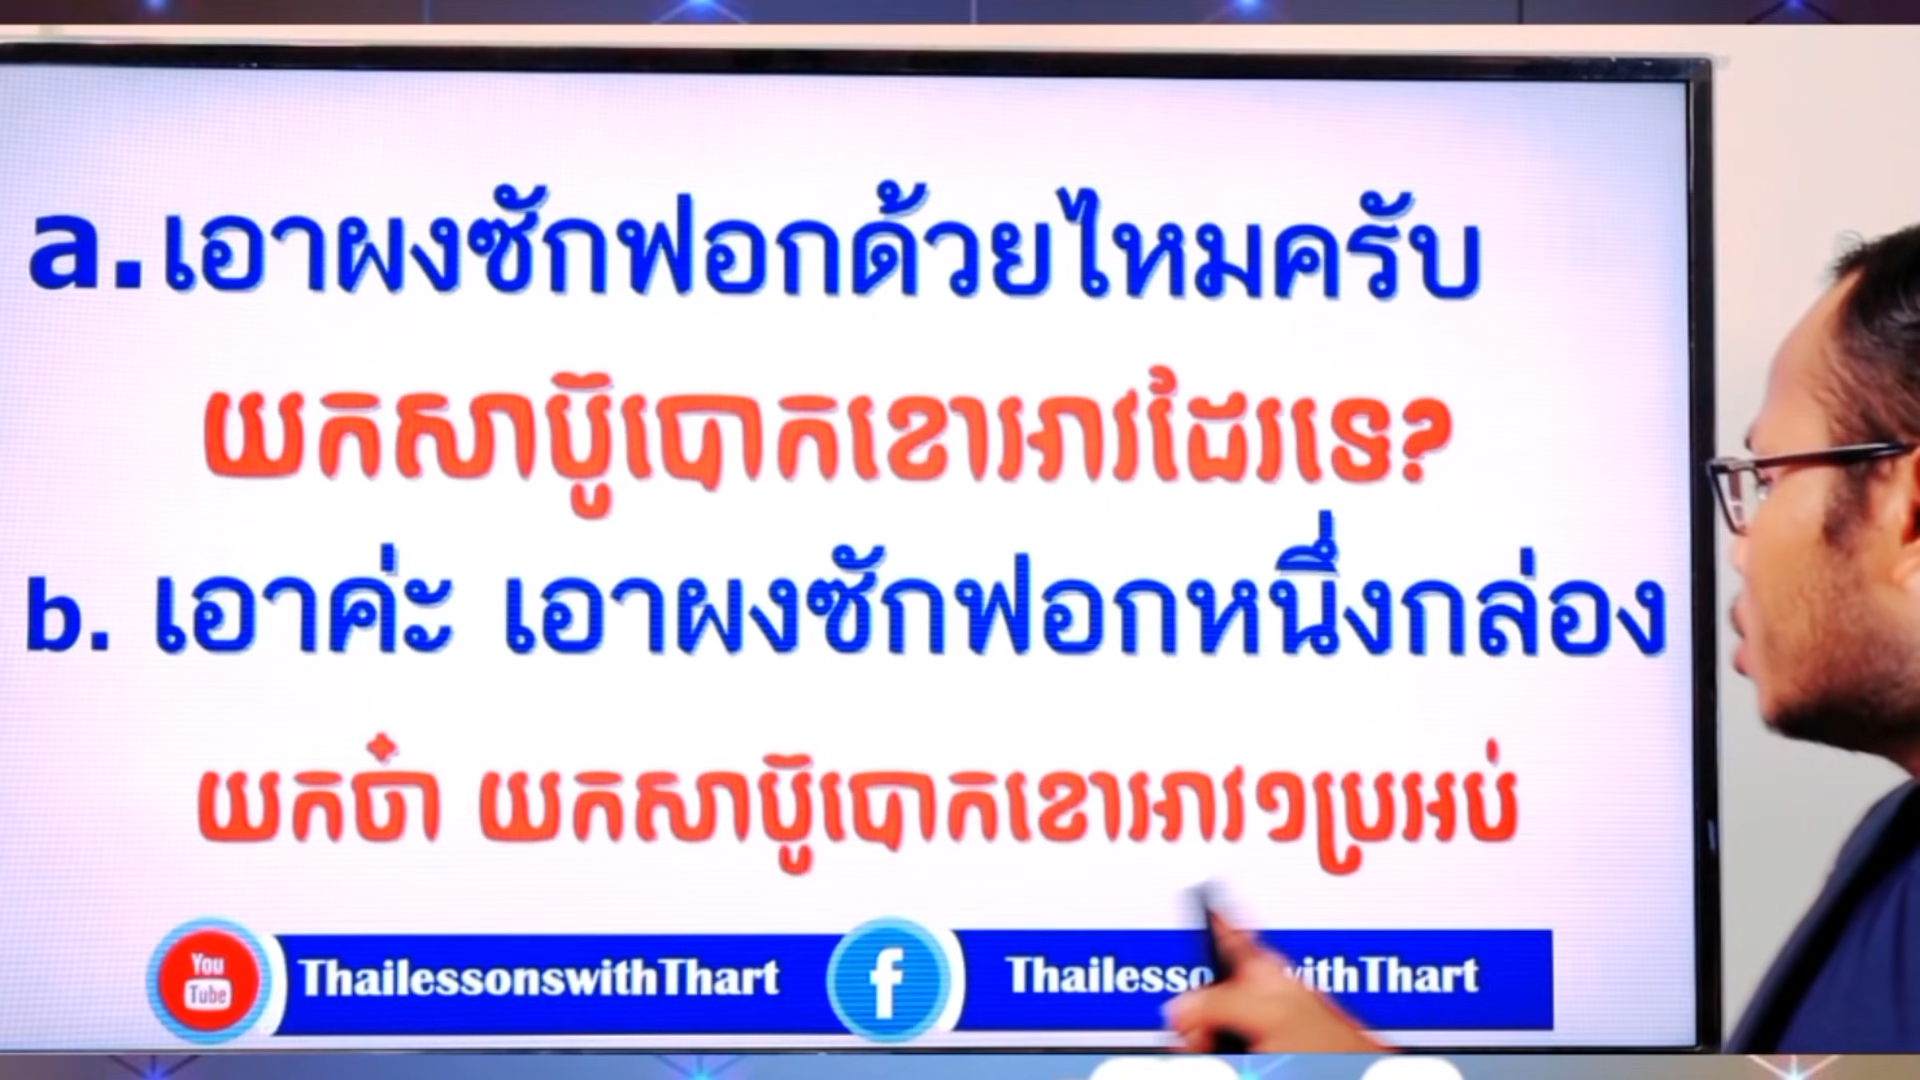 a. เอาผงซักฟอกด้วยไหมครับ
យកសាប៊ូបោកខោអាវដែរទេ?
b. เอาค่ะ เอาผงซักฟอกหนึ่งกล่อง
យកច៎ា យកសាប៊ូបោកខោអាវ១ប្រអប់
You Tube ThailessonswithThart f Thailesso withThart